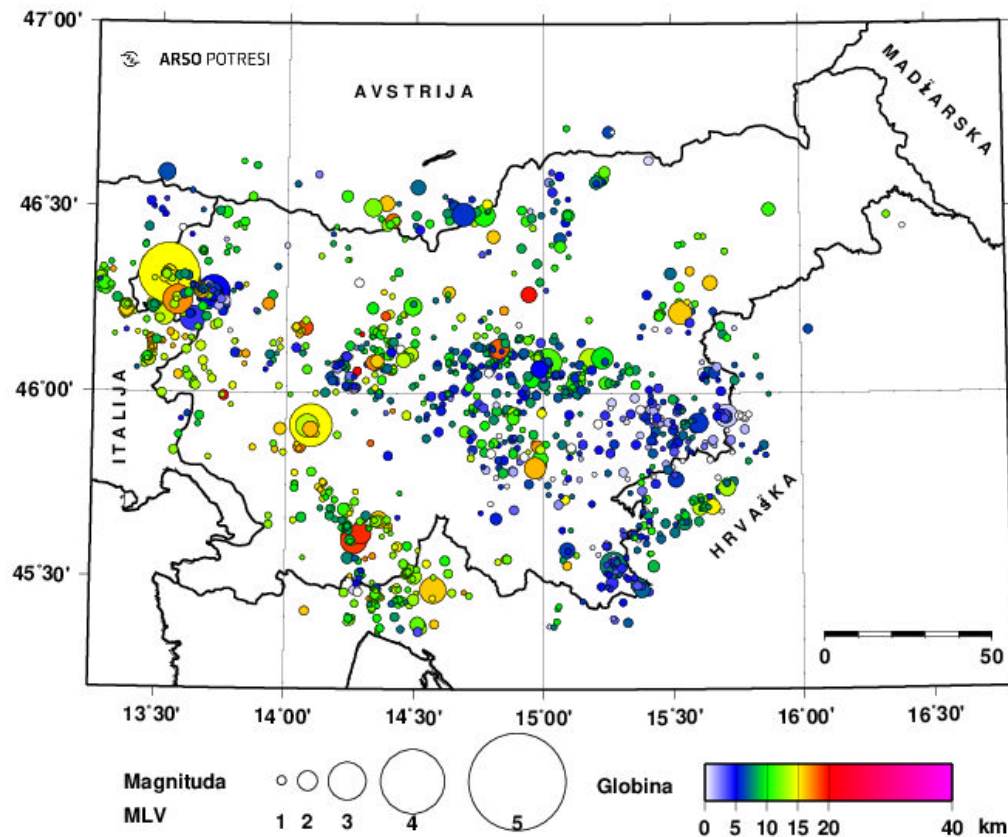 47°00'
ARSO POTRESI
AVSTRIJA
MADŽARSKA
46°30'
46°00'
ITALIJA
HRVAŠKA
45°30'
0 50
13°30' 14°00' 14°30' 15°00' 15°30' 16°00' 16°30'
Magnituda
MLV
1 2 3 4 5
Globina
0 5 10 15 20 40 km